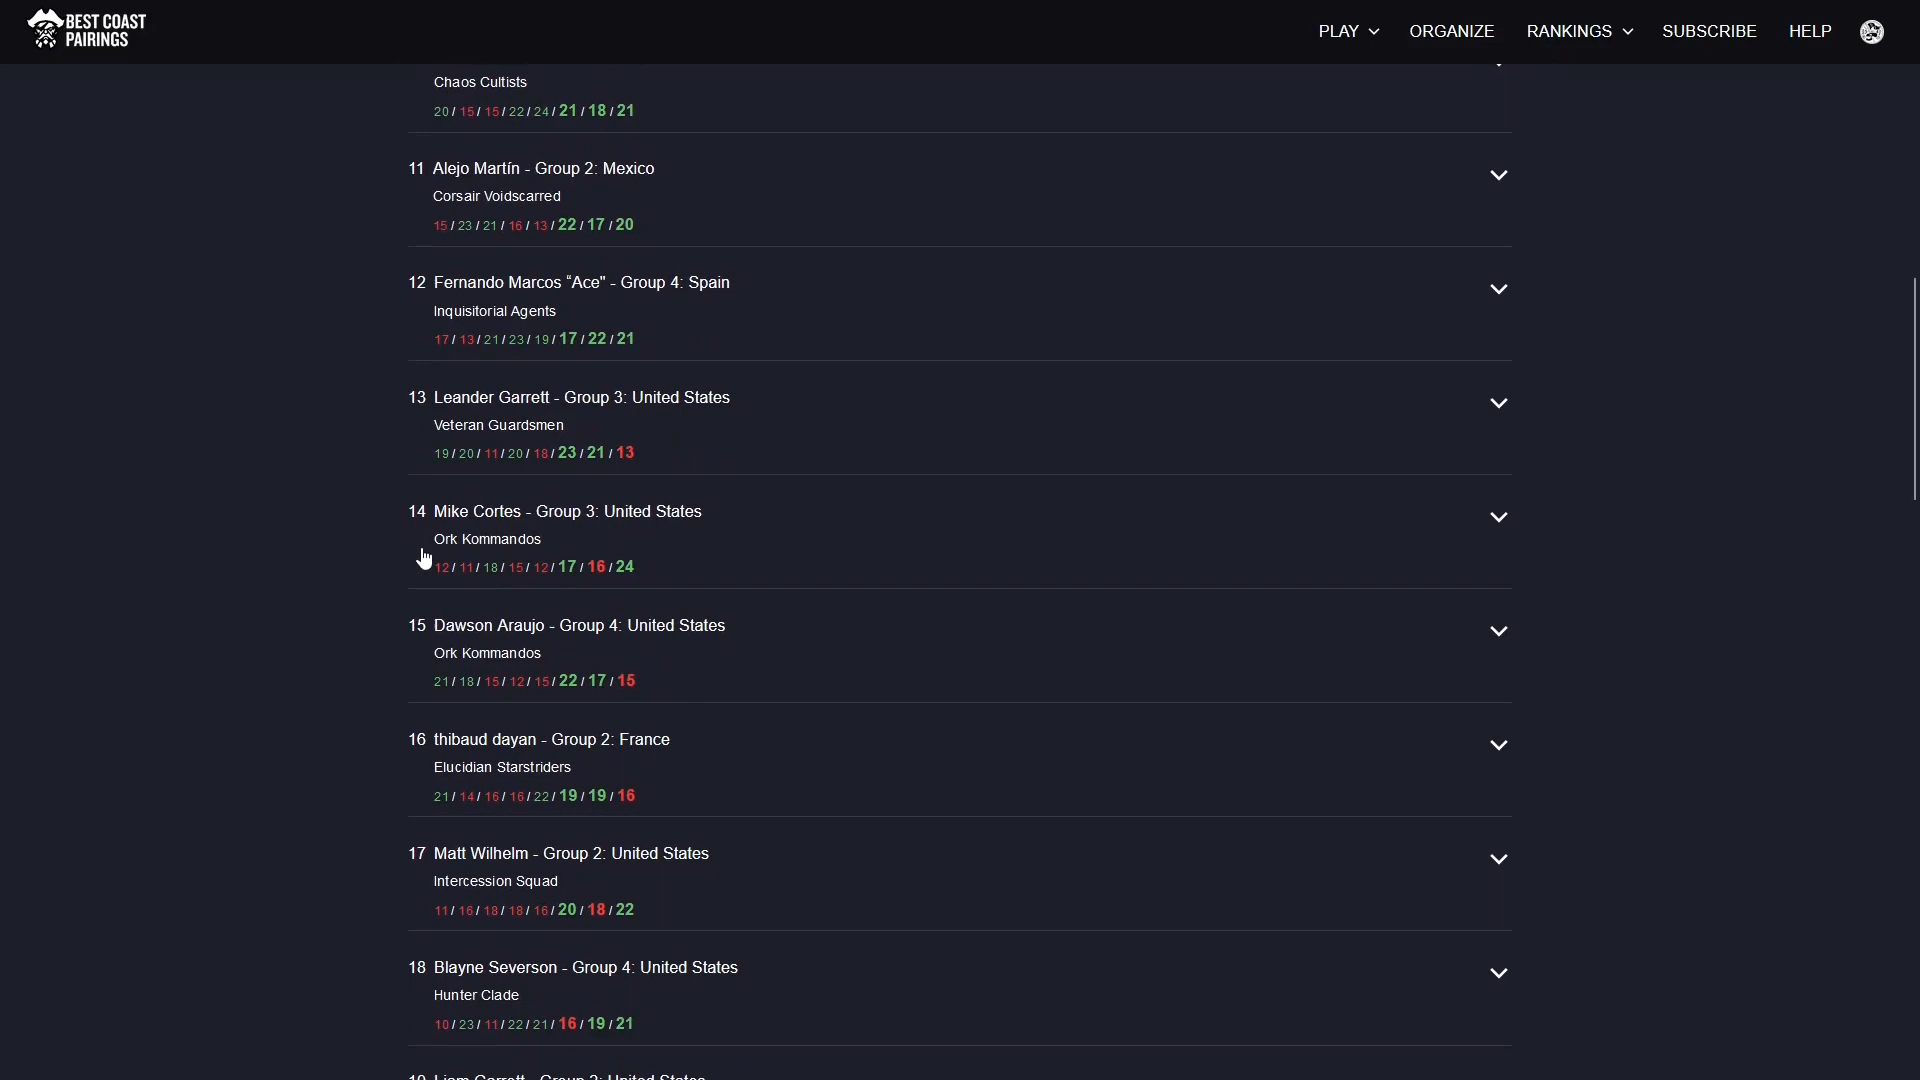 BEST COAST
PAIRINGS
PLAY
ORGANIZE
RANKINGS
SUBSCRIBE
HELP
Chaos Cultists
20 / 15 / 15 / 22 / 24 / 21 / 18 / 21
11 Alejo Martín - Group 2: Mexico
Corsair Voidscarred
15 / 23 / 21 / 16 / 13 / 22 / 17 / 20
12 Fernando Marcos “Ace" - Group 4: Spain
Inquisitorial Agents
17 / 13 / 21 / 23 / 19 / 17 / 22 / 21
13 Leander Garrett - Group 3: United States
Veteran Guardsmen
19 / 20 / 11 / 20 / 18 / 23 / 21 / 13
14 Mike Cortes - Group 3: United States
Ork Kommandos
12 / 11 / 18 / 15 / 12 / 17 / 16 / 24
15 Dawson Araujo - Group 4: United States
Ork Kommandos
21 / 18 / 15 / 12 / 15 / 22 / 17 / 15
16 thibaud dayan - Group 2: France
Elucidian Starstriders
21 / 14 / 16 / 16 / 22 / 19 / 19 / 16
17 Matt Wilhelm - Group 2: United States
Intercession Squad
11 / 16 / 18 / 18 / 16 / 20 / 18 / 22
18 Blayne Severson - Group 4: United States
Hunter Clade
10 / 23 / 11 / 22 / 21 / 16 / 19 / 21